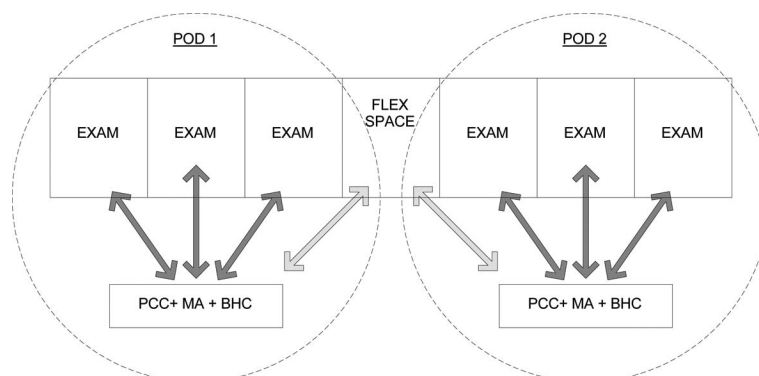 POD 1
POD 2
EXAM
EXAM
EXAM
FLEX
SPACE
EXAM
EXAM
EXAM
PCC+ MA + BHC
PCC+ MA + BHC